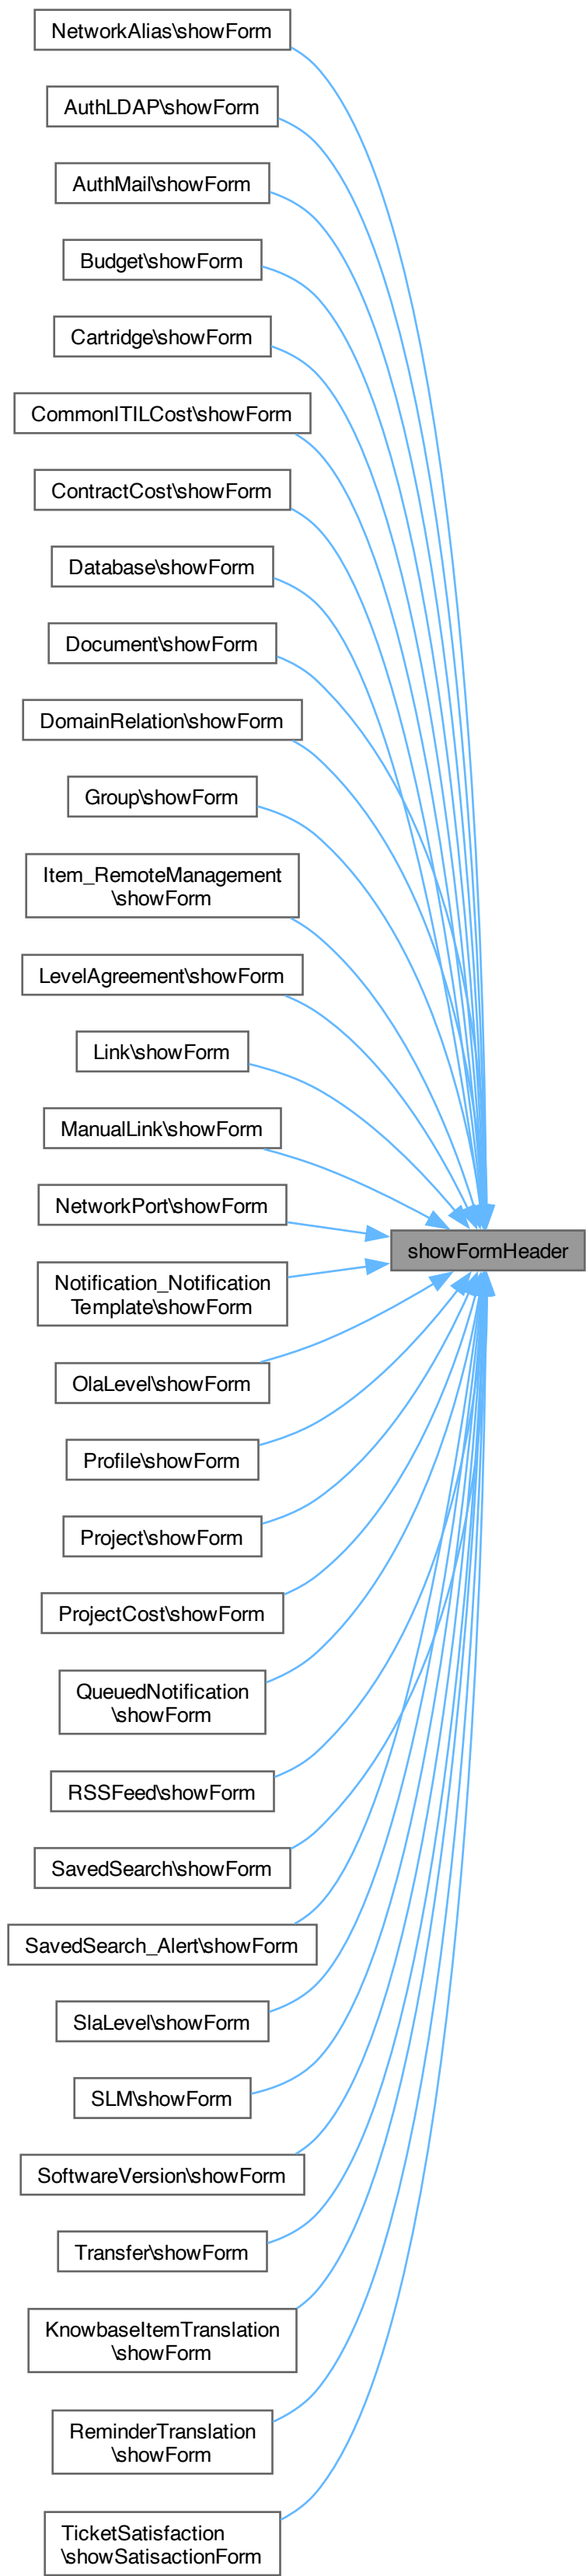 NetworkAlias\showForm
AuthLDAP\showForm
AuthMail\showForm
Budget\showForm
Cartridge\showForm
CommonITILCost\showForm
ContractCost\showForm
Database\showForm
Document\showForm
DomainRelation\showForm
Group\showForm
Item_RemoteManagement
\showForm
LevelAgreement\showForm
Link\showForm
ManualLink\showForm
NetworkPort\showForm
showFormHeader
Notification_Notification
Template\showForm
OlaLevel\showForm
Profile\showForm
Project\showForm
ProjectCost\showForm
QueuedNotification
\showForm
RSSFeed\showForm
SavedSearch\showForm
SavedSearch_Alert\showForm
SlaLevel\showForm
SLM\showForm
SoftwareVersion\showForm
Transfer\showForm
KnowbaseItemTranslation
\showForm
ReminderTranslation
\showForm
TicketSatisfaction
\showSatisactionForm